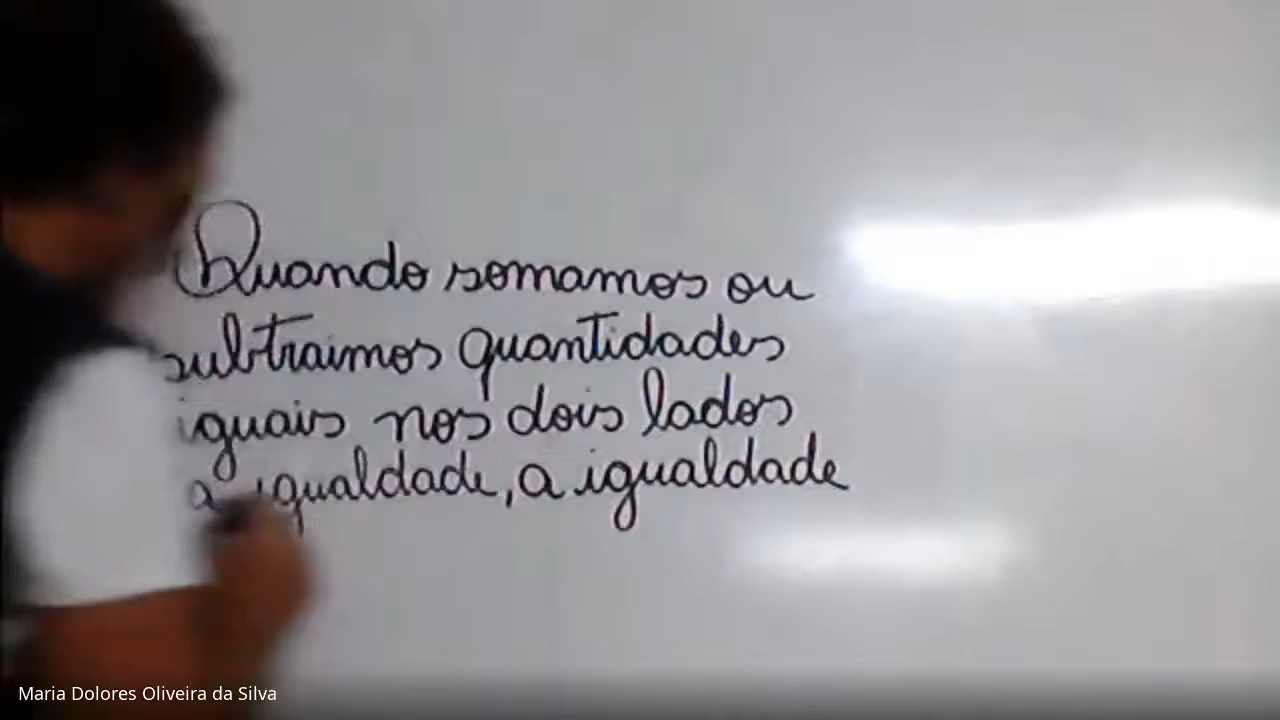 Quando somamos ou
subtraimos quantidades
iguais nos dois lados
a igualdade, a igualdade
Maria Dolores Oliveira da Silva